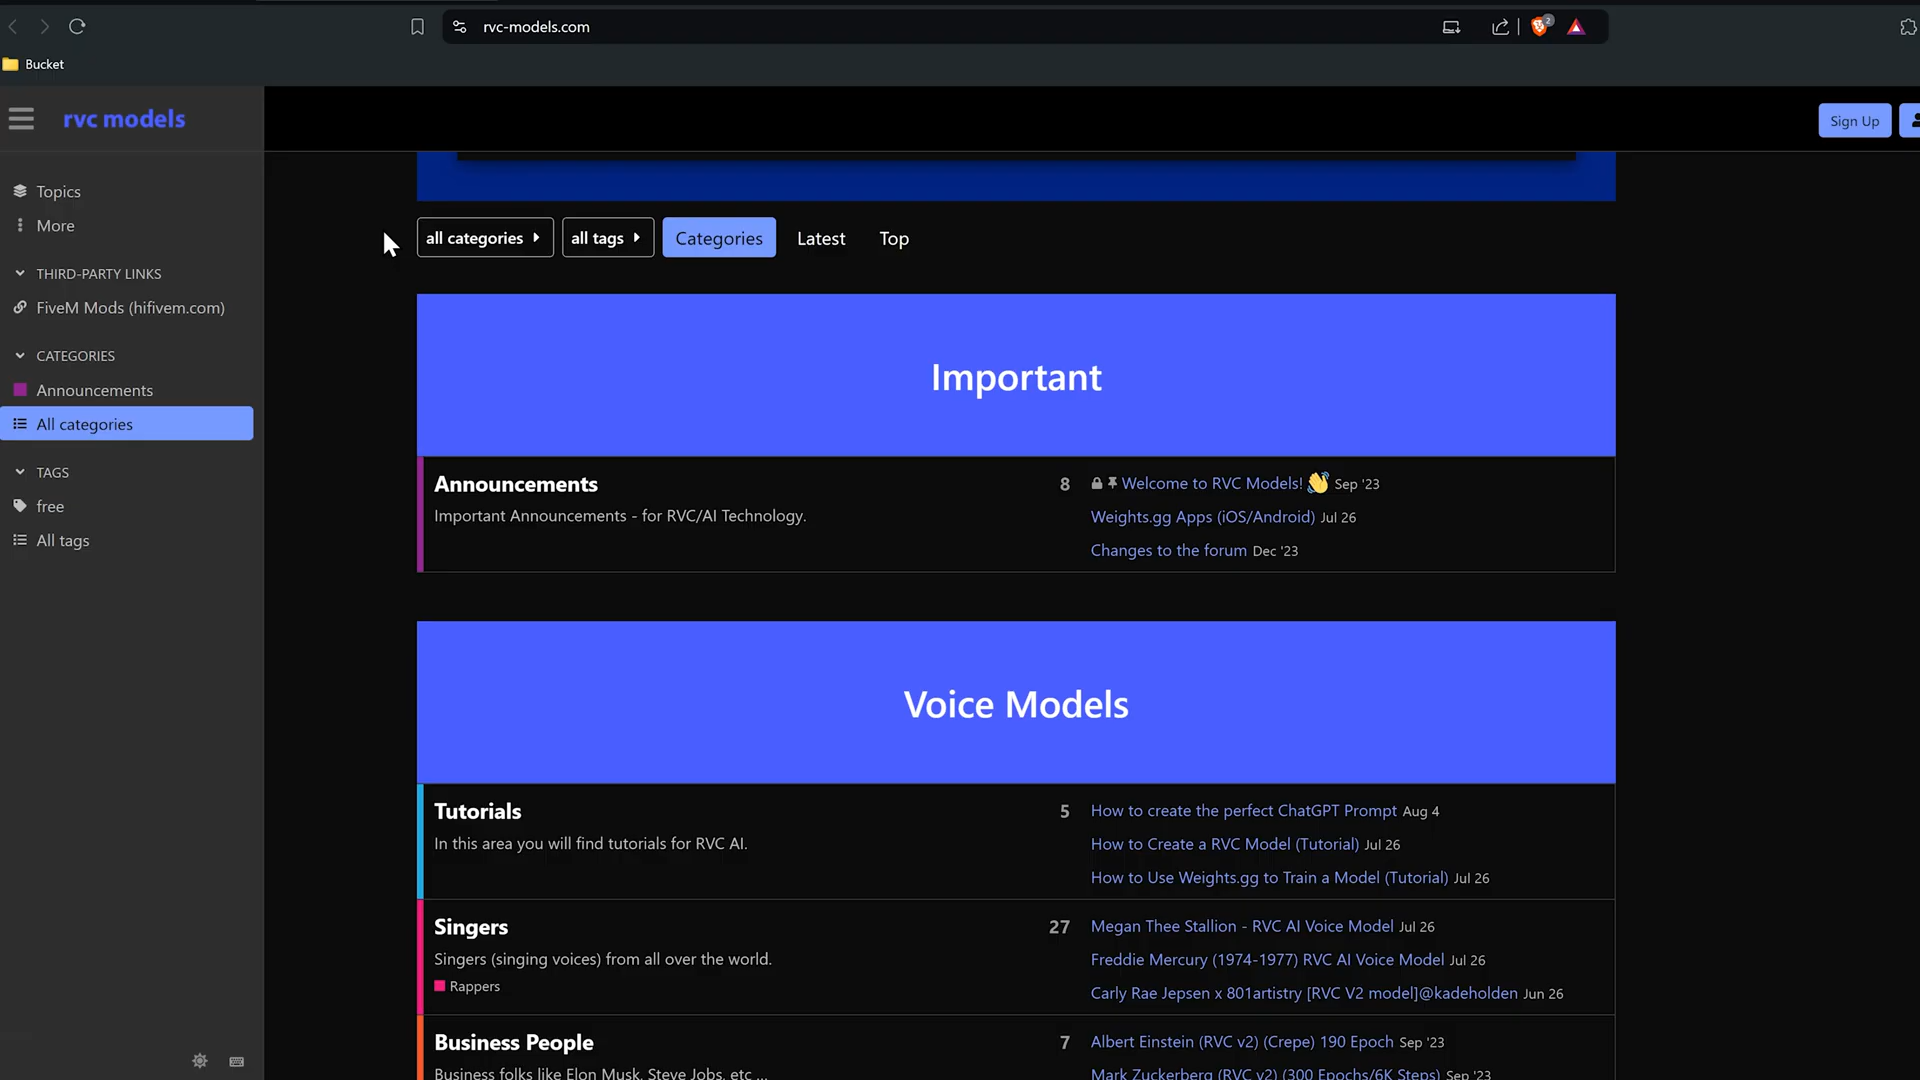 rvc-models.com
2
Bucket
rvc models
Sign Up
Topics
More
THIRD-PARTY LINKS
FiveM Mods (hifivem.com)
CATEGORIES
Announcements
All categories
TAGS
free
All tags
all categories
all tags
Categories
Latest
Top
Important
Announcements
8
Welcome to RVC Models! 👋 Sep '23
Important Announcements - for RVC/AI Technology.
Weights.gg Apps (iOS/Android) Jul 26
Changes to the forum Dec '23
Voice Models
Tutorials
5
How to create the perfect ChatGPT Prompt Aug 4
In this area you will find tutorials for RVC AI.
How to Create a RVC Model (Tutorial) Jul 26
How to Use Weights.gg to Train a Model (Tutorial) Jul 26
Singers
27
Megan Thee Stallion - RVC AI Voice Model Jul 26
Singers (singing voices) from all over the world.
Freddie Mercury (1974-1977) RVC AI Voice Model Jul 26
Rappers
Carly Rae Jepsen x 801artistry [RVC V2 model]@kadeholden Jun 26
Business People
7
Albert Einstein (RVC v2) (Crepe) 190 Epoch Sep '23
Business folks like Elon Musk, Steve Jobs, etc ...
Mark Zuckerberg (RVC v2) (300 Epochs/6K Steps) Sep '23